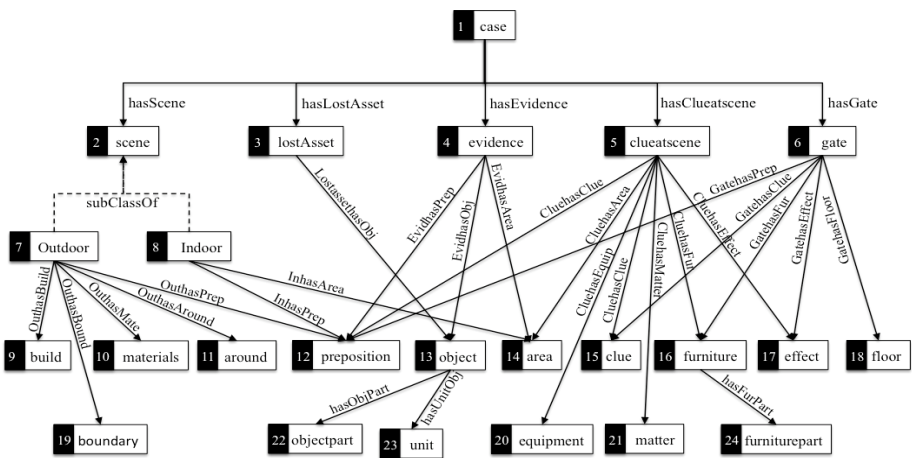 1 case
hasScene
hasLostAsset
hasEvidence
hasClueatscene
hasGate
2 scene
3 lostAsset
4 evidence
5 clueatscene
6 gate
subClassOf
LostassethasObj
EvidhasPrep
EvidhasObj
EvidhasArea
CluehasClue
CluehasArea
CluehasEquip
CluehasClue
CluehasMatter
CluehasFur
CluehasEffect
GatehasPrep
GatehasClue
GatehasFur
GatehasEffect
GatehasFloor
7 Outdoor
8 Indoor
OuthasBuild
OuthasBound
OuthasMate
OuthasAround
OuthasPrep
InhasPrep
InhasArea
9 build
10 materials
11 around
12 preposition
13 object
14 area
15 clue
16 furniture
17 effect
18 floor
hasObjPart
hasUnitObj
hasFurPart
19 boundary
22 objectpart
23 unit
20 equipment
21 matter
24 furniturepart